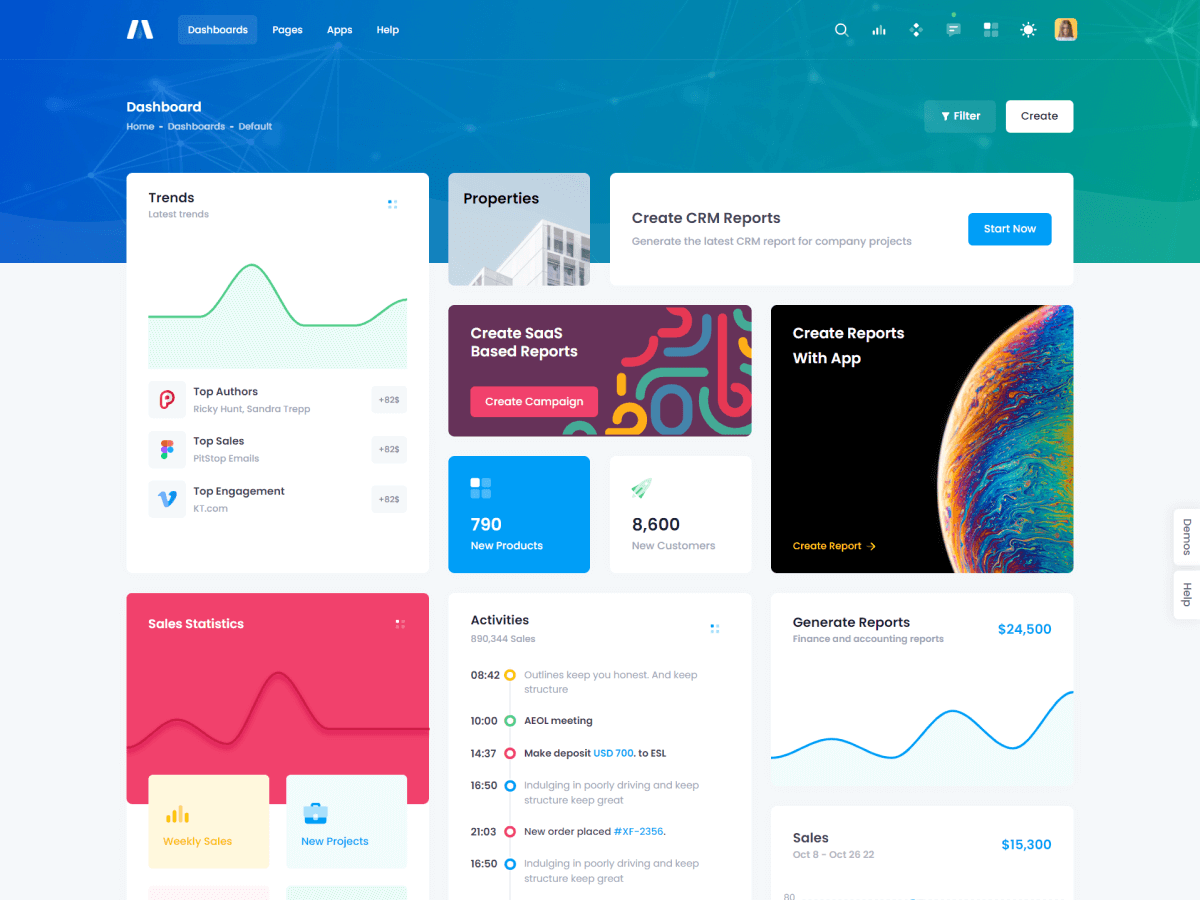 Dashboards
Pages
Apps
Help
Dashboard
Home - Dashboards - Default
Filter
Create
Trends
Latest trends
Top Authors
Ricky Hunt, Sandra Trepp
+82$
Top Sales
PitStop Emails
+82$
Top Engagement
KT.com
+82$
Properties
Create CRM Reports
Generate the latest CRM report for company projects
Start Now
Create SaaS
Based Reports
Create Campaign
Create Reports
With App
Create Report →
790
New Products
8,600
New Customers
Demos
Help
Sales Statistics
Weekly Sales
New Projects
Activities
890,344 Sales
08:42
Outlines keep you honest. And keep
structure
10:00
AEOL meeting
14:37
Make deposit USD 700. to ESL
16:50
Indulging in poorly driving and keep
structure keep great
21:03
New order placed #XF-2356.
16:50
Indulging in poorly driving and keep
structure keep great
Generate Reports
Finance and accounting reports
$24,500
Sales
Oct 8 - Oct 26 22
$15,300
80